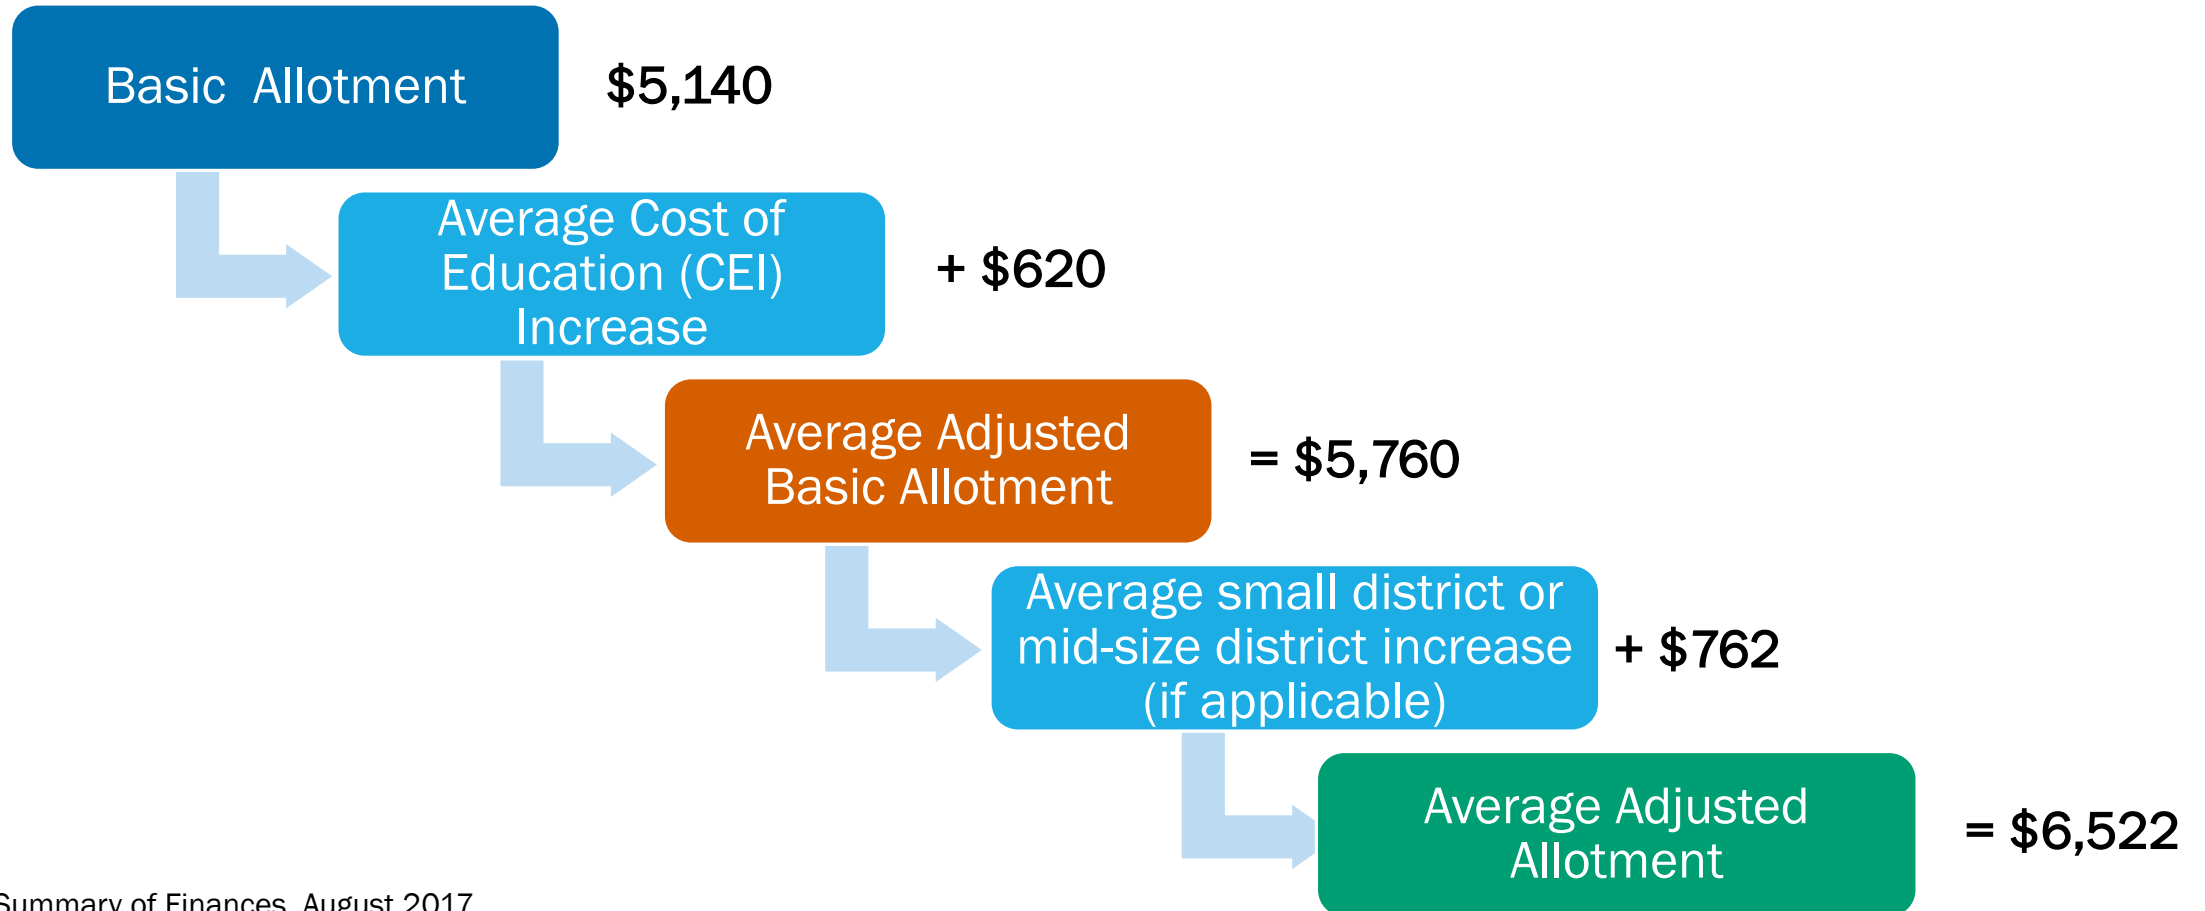 Basic Allotment
$5,140
Average Cost of
Education (CEI)
Increase
+ $620
Average Adjusted
Basic Allotment
= $5,760
Average small district or
mid-size district increase
(if applicable)
+ $762
Average Adjusted
Allotment
= $6,522
Summary of Finances, August 2017